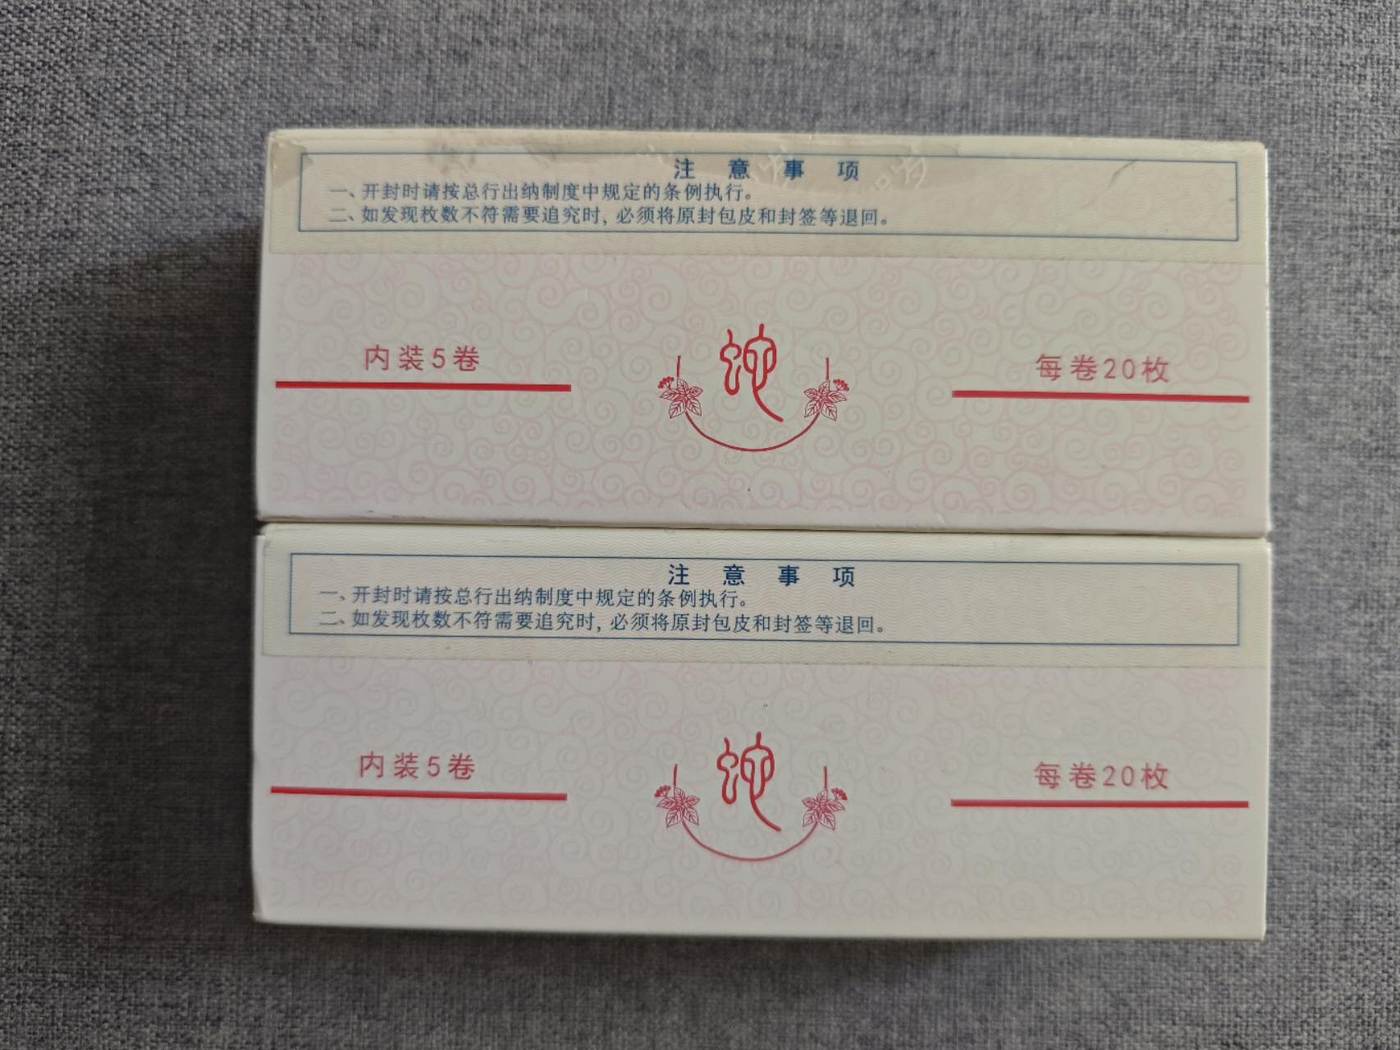 注意事项
一、开封时请按总行出纳制度中规定的条例执行。
二、如发现枚数不符需要追究时，必须将原封包皮和封签等退回。
内装5卷
蛇
每卷20枚
注意事项
一、开封时请按总行出纳制度中规定的条例执行。
二、如发现枚数不符需要追究时，必须将原封包皮和封签等退回。
内装5卷
蛇
每卷20枚